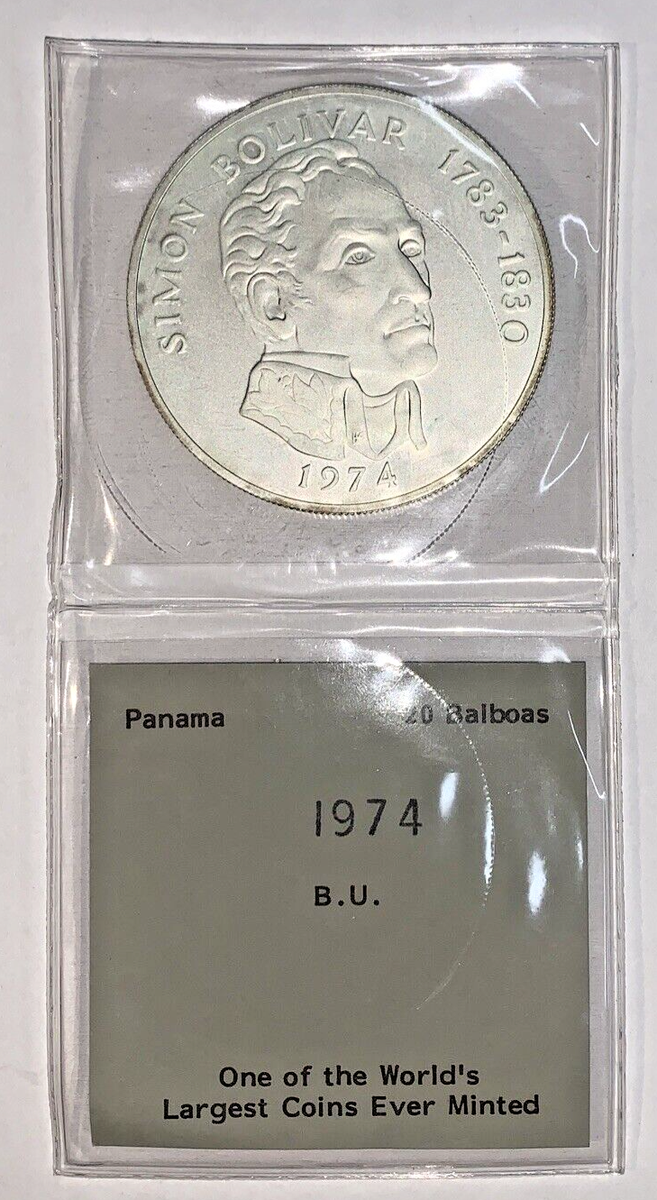 SIMON BOLIVAR 1783-1830
1974
Panama 20 Balboas
1974
B.U.
One of the World's
Largest Coins Ever Minted